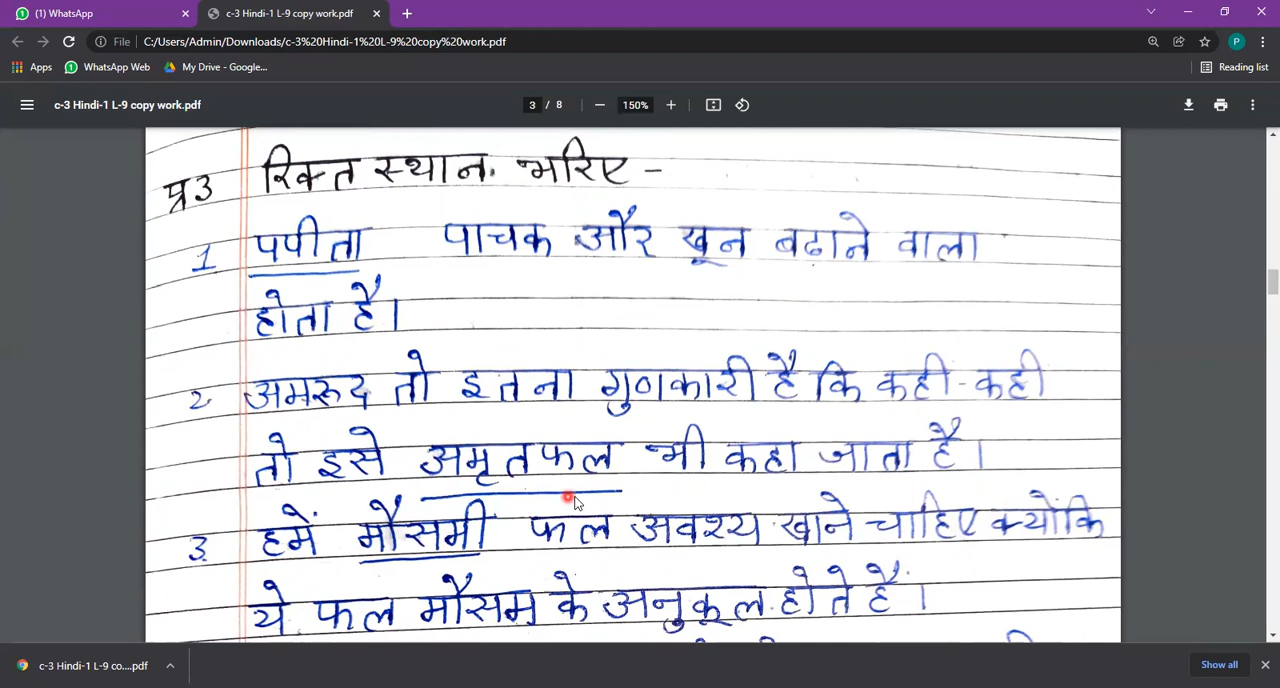 (1) WhatsApp
c-3 Hindi-1 L-9 copy work.pdf
File
C:/Users/Admin/Downloads/c-3%20Hindi-1%20L-9%20copy%20work.pdf
P
Apps
WhatsApp Web
My Drive - Google...
Reading list
c-3 Hindi-1 L-9 copy work.pdf
3 / 8
150%
प्र3 रिक्त स्थान भरिए -
1 पपीता पाचक और खून बढाने वाला
होता है।
2 अमरूद तो इतना गुणकारी है कि कही-कही
तो इसे अमृतफल भी कहा जाता है।
3 हमें मौसमी फल अवश्य खाने चाहिए क्योकि
ये फल मौसम के अनुकूल होते है।
c-3 Hindi-1 L-9 co....pdf
Show all